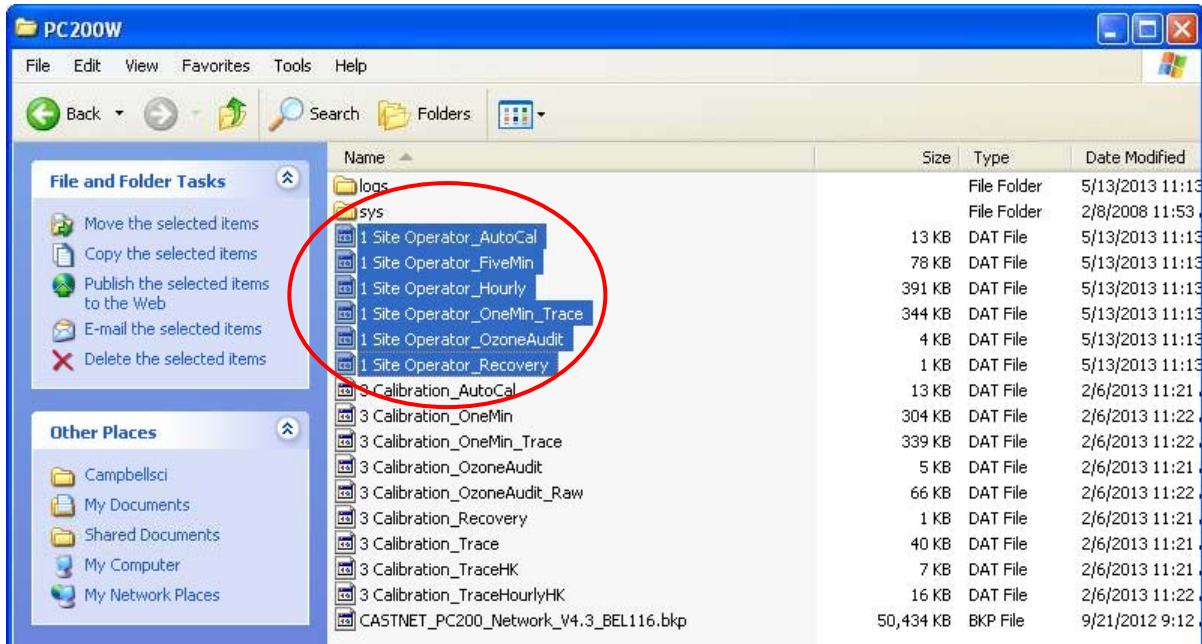 PC200W
File Edit View Favorites Tools Help
Back Search Folders
Name Size Type Date Modified
File and Folder Tasks
Move the selected items
Copy the selected items
Publish the selected items
to the Web
E-mail the selected items
Delete the selected items
Other Places
Campbellsci
My Documents
Shared Documents
My Computer
My Network Places
logs File Folder 5/13/2013 11:13
sys File Folder 2/8/2008 11:53
1 Site Operator_AutoCal 13 KB DAT File 5/13/2013 11:13
1 Site Operator_FiveMin 78 KB DAT File 5/13/2013 11:13
1 Site Operator_Hourly 391 KB DAT File 5/13/2013 11:13
1 Site Operator_OneMin_Trace 344 KB DAT File 5/13/2013 11:13
1 Site Operator_OzoneAudit 4 KB DAT File 5/13/2013 11:13
1 Site Operator_Recovery 1 KB DAT File 5/13/2013 11:13
3 Calibration_AutoCal 13 KB DAT File 2/6/2013 11:21
3 Calibration_OneMin 304 KB DAT File 2/6/2013 11:22
3 Calibration_OneMin_Trace 339 KB DAT File 2/6/2013 11:22
3 Calibration_OzoneAudit 5 KB DAT File 2/6/2013 11:21
3 Calibration_OzoneAudit_Raw 66 KB DAT File 2/6/2013 11:22
3 Calibration_Recovery 1 KB DAT File 2/6/2013 11:21
3 Calibration_Trace 40 KB DAT File 2/6/2013 11:21
3 Calibration_TraceHK 7 KB DAT File 2/6/2013 11:21
3 Calibration_TraceHourlyHK 16 KB DAT File 2/6/2013 11:22
CASTNET_PC200_Network_V4.3_BEL116.bkp 50,434 KB BKP File 9/21/2012 9:12